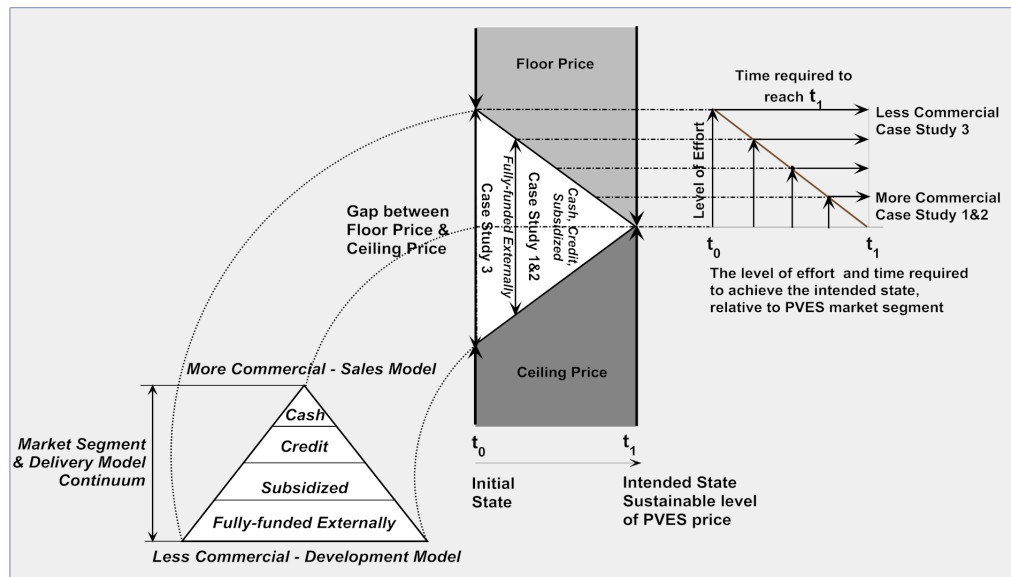 Floor Price
Time required to
reach t1
Less Commercial
Case Study 3
Level of Effort
More Commercial
Case Study 1&2
t0
t1
The level of effort and time required
to achieve the intended state,
relative to PVES market segment
Gap between
Floor Price &
Ceiling Price
Case Study 3
Fully-funded Externally
Case Study 1&2
Cash, Credit,
Subsidized
Ceiling Price
t0
t1
Initial
State
Intended State
Sustainable level
of PVES price
More Commercial - Sales Model
Cash
Credit
Subsidized
Fully-funded Externally
Less Commercial - Development Model
Market Segment
& Delivery Model
Continuum